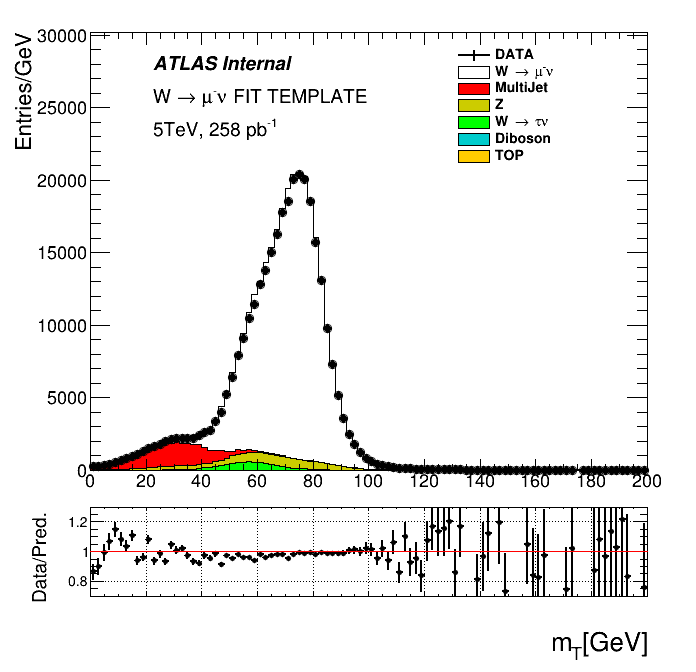 Entries/GeV
30000
25000
20000
15000
10000
5000
0
ATLAS Internal
W → μ⁻ν FIT TEMPLATE
5TeV, 258 pb⁻¹
DATA
W → μ⁻ν
MultiJet
Z
W → τν
Diboson
TOP
0 20 40 60 80 100 120 140 160 180 200
Data/Pred.
1.2
1
0.8
m_T[GeV]